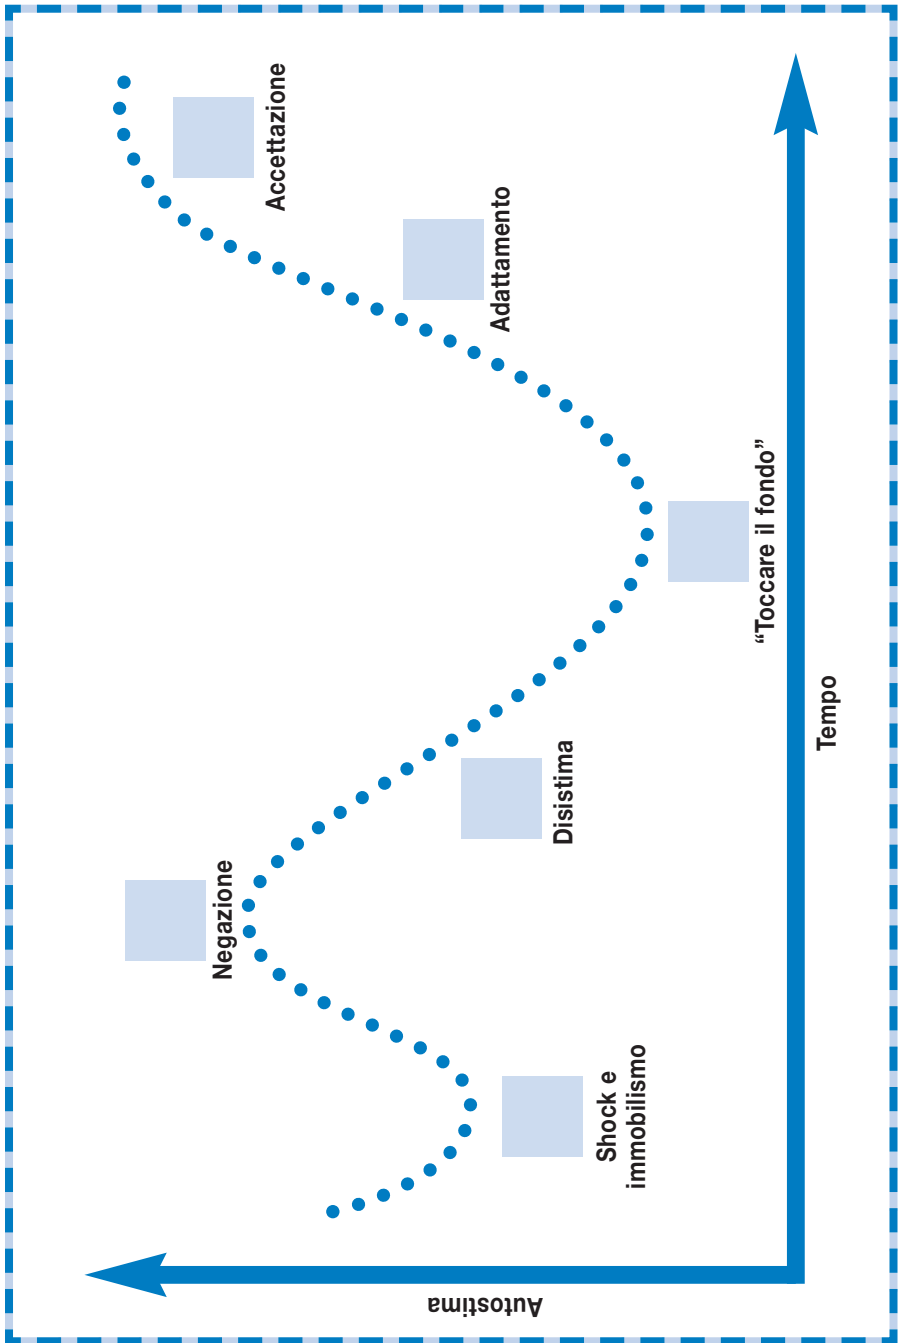 Autostima
Shock e
immobilismo
Negazione
Disistima
“Toccare il fondo”
Adattamento
Accettazione
Tempo